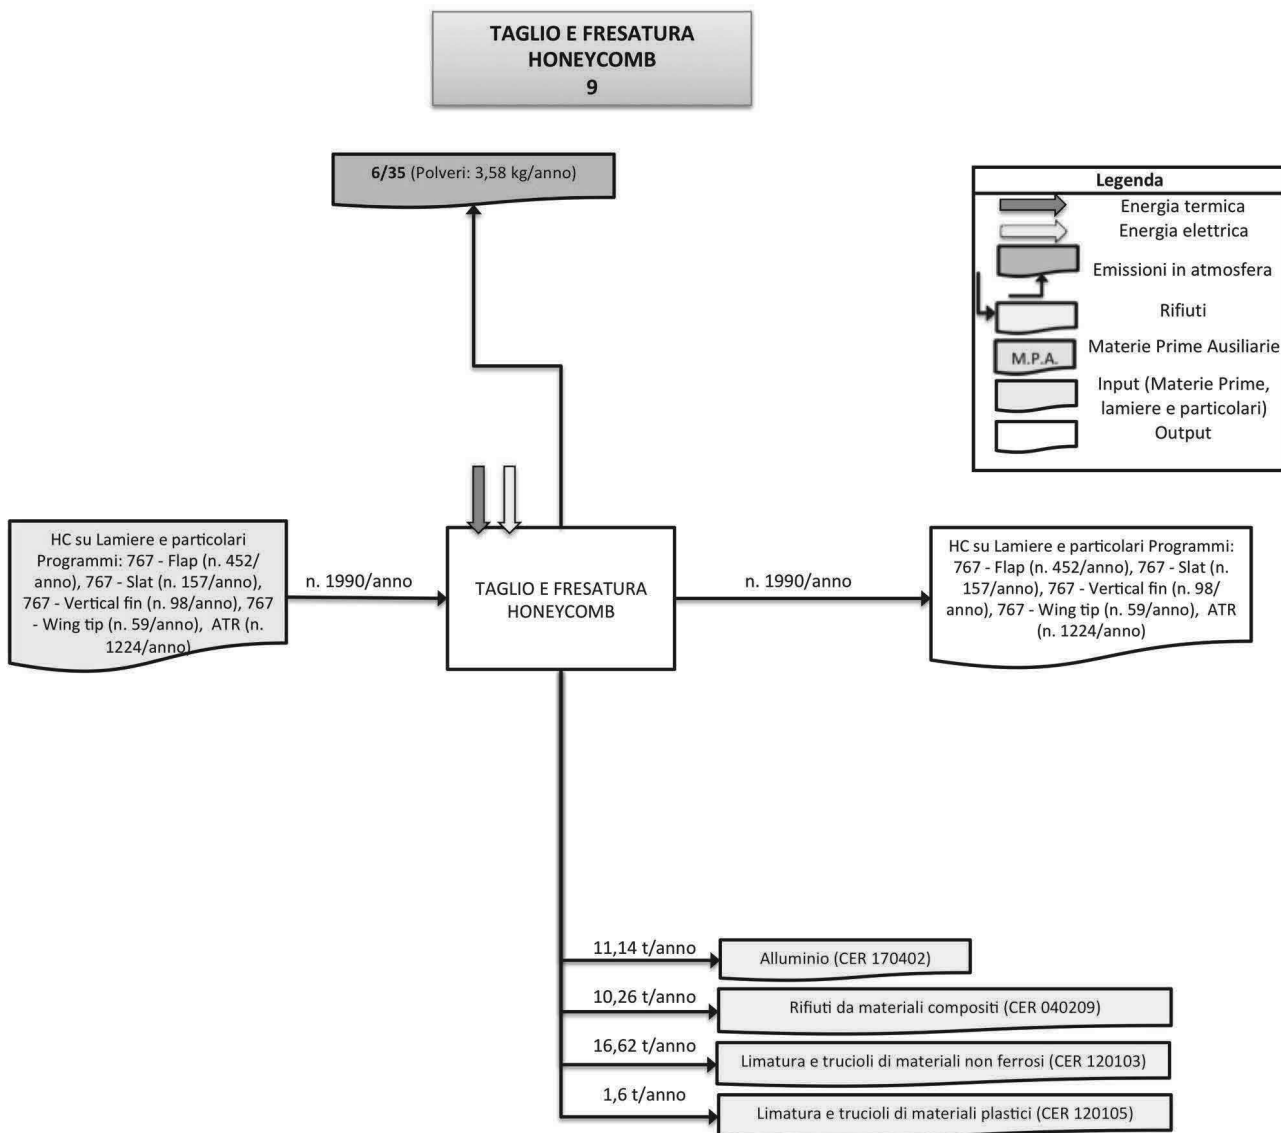 TAGLIO E FRESATURA
HONEYCOMB
9
6/35 (Polveri: 3,58 kg/anno)
Legenda
Energia termica
Energia elettrica
Emissioni in atmosfera
Rifiuti
M.P.A.
Materie Prime Ausiliarie
Input (Materie Prime,
lamiere e particolari)
Output
HC su Lamiere e particolari
Programmi: 767 - Flap (n. 452/
anno), 767 - Slat (n. 157/anno),
767 - Vertical fin (n. 98/anno), 767
- Wing tip (n. 59/anno), ATR (n.
1224/anno)
n. 1990/anno
TAGLIO E FRESATURA
HONEYCOMB
n. 1990/anno
HC su Lamiere e particolari Programmi:
767 - Flap (n. 452/anno), 767 - Slat (n.
157/anno), 767 - Vertical fin (n. 98/
anno), 767 - Wing tip (n. 59/anno), ATR
(n. 1224/anno)
11,14 t/anno
Alluminio (CER 170402)
10,26 t/anno
Rifiuti da materiali compositi (CER 040209)
16,62 t/anno
Limatura e trucioli di materiali non ferrosi (CER 120103)
1,6 t/anno
Limatura e trucioli di materiali plastici (CER 120105)